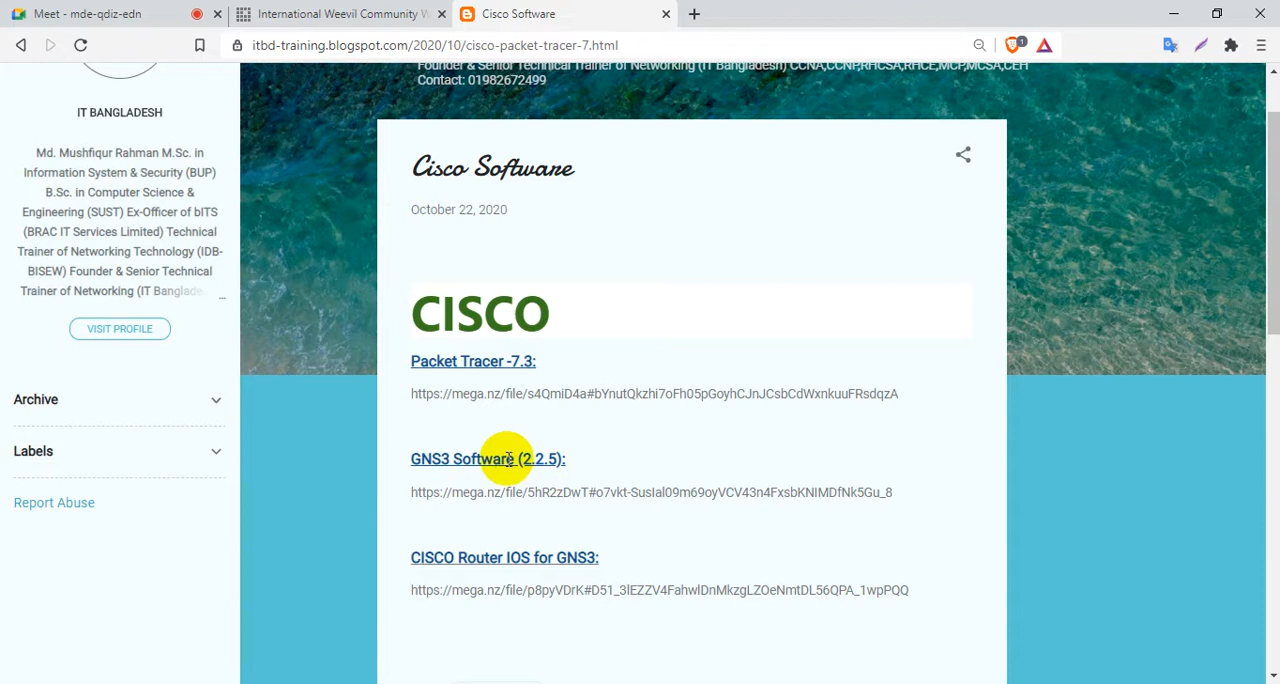 Meet - mde-qdiz-edn
International Weevil Community W
Cisco Software
itbd-training.blogspot.com/2020/10/cisco-packet-tracer-7.html
1
Founder & Senior Technical Trainer of Networking (IT Bangladesh) CCNA,CCNP,RHCSA,RHCE,MCP,MCSA,CEH
Contact: 01982672499
IT BANGLADESH
Md. Mushfiqur Rahman M.Sc. in
Information System & Security (BUP)
B.Sc. in Computer Science &
Engineering (SUST) Ex-Officer of bITS
(BRAC IT Services Limited) Technical
Trainer of Networking Technology (IDB-
BISEW) Founder & Senior Technical
Trainer of Networking (IT Banglade
...
VISIT PROFILE
Archive
Labels
Report Abuse
Cisco Software
October 22, 2020
CISCO
Packet Tracer -7.3:
https://mega.nz/file/s4QmiD4a#bYnutQkzhi7oFh05pGoyhCJnJCsbCdWxnkuuFRsdqzA
GNS3 Software (2.2.5):
https://mega.nz/file/5hR2zDwT#o7vkt-SusIal09m69oyVCV43n4FxsbKNIMDfNk5Gu_8
CISCO Router IOS for GNS3:
https://mega.nz/file/p8pyVDrK#D51_3lEZZV4FahwlDnMkzgLZOeNmtDL56QPA_1wpPQQ